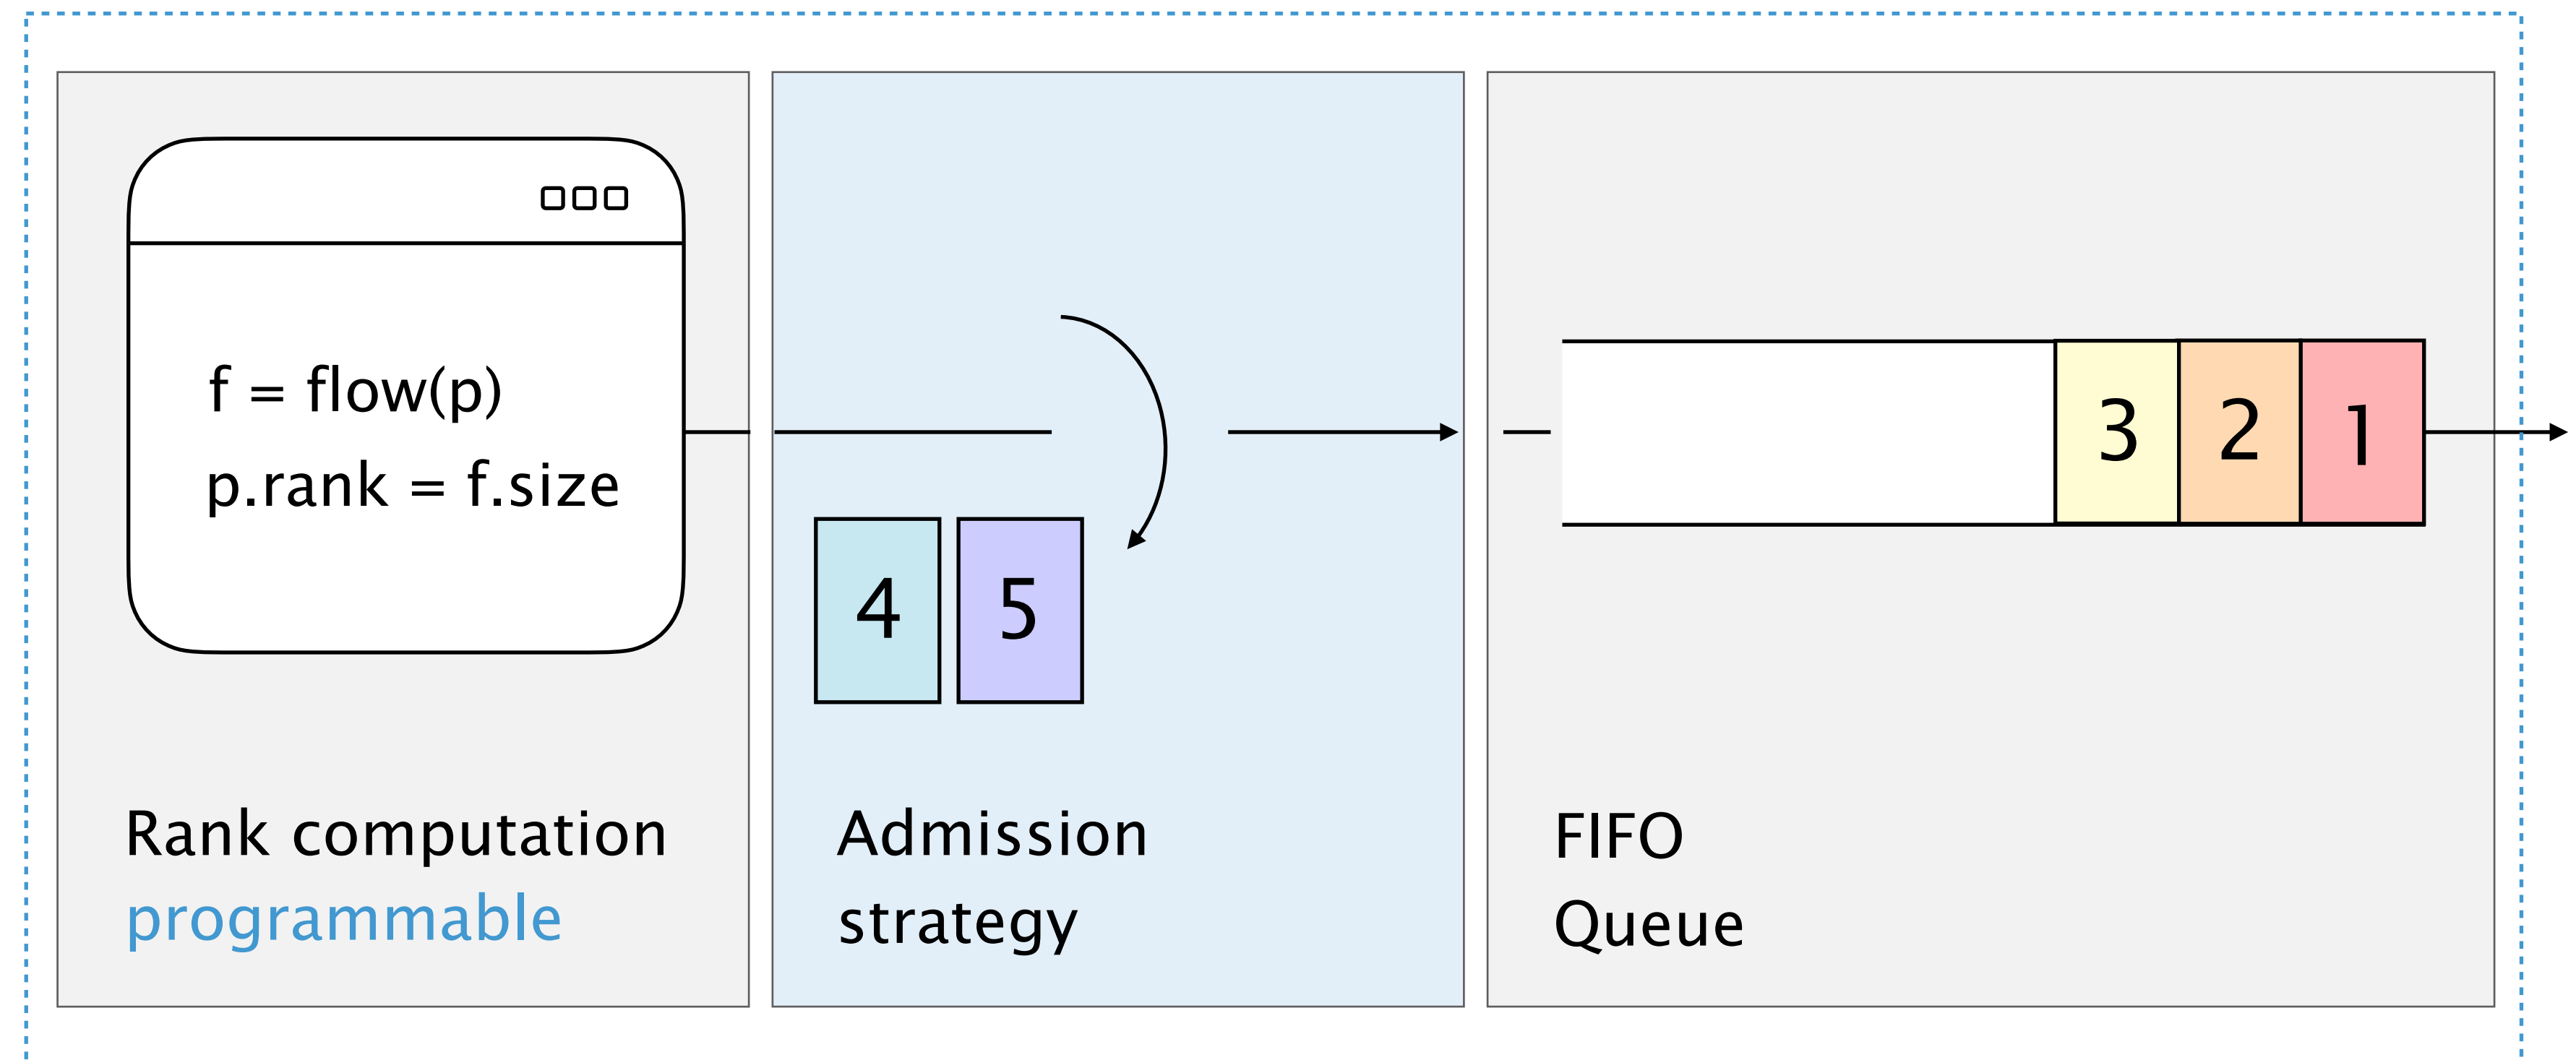 f = flow(p)
p.rank = f.size
4 5
3 2 1
Rank computation
programmable
Admission
strategy
FIFO
Queue